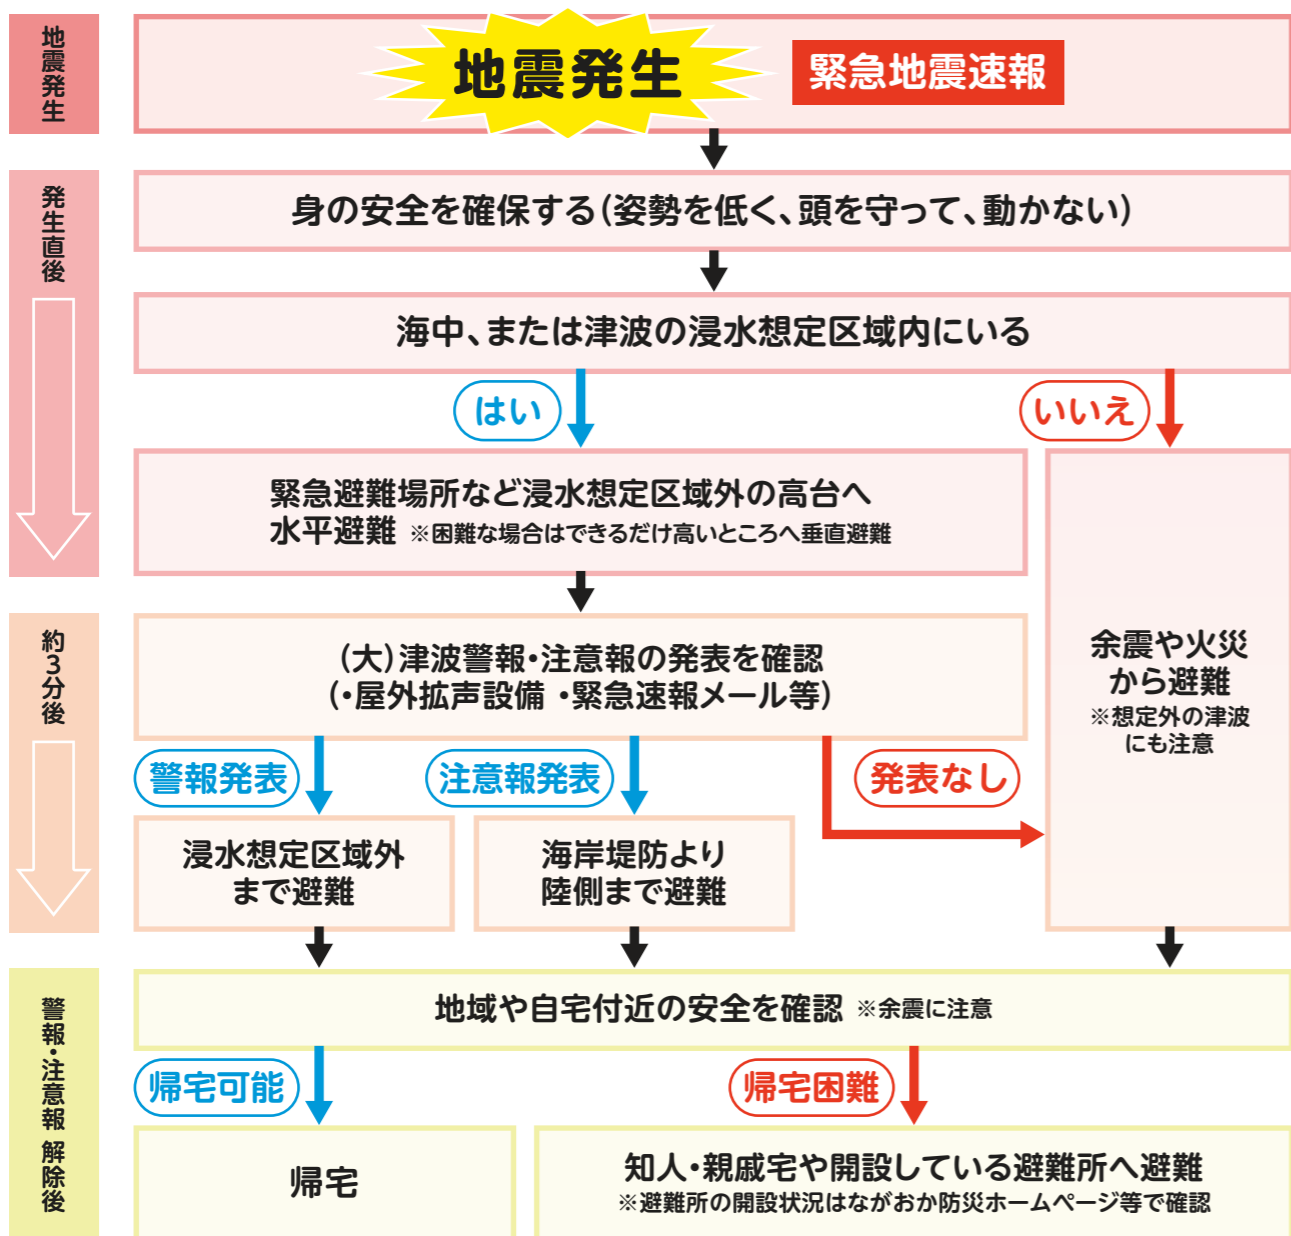 地震発生
地震発生
緊急地震速報
発生直後
身の安全を確保する(姿勢を低く、頭を守って、動かない)
海中、または津波の浸水想定区域内にいる
はい
いいえ
緊急避難場所など浸水想定区域外の高台へ
水平避難 ※困難な場合はできるだけ高いところへ垂直避難
約3分後
(大)津波警報・注意報の発表を確認
(・屋外拡声設備 ・緊急速報メール等)
余震や火災
から避難
※想定外の津波
にも注意
警報発表
注意報発表
発表なし
浸水想定区域外
まで避難
海岸堤防より
陸側まで避難
警報・注意報 解除後
地域や自宅付近の安全を確認 ※余震に注意
帰宅可能
帰宅困難
帰宅
知人・親戚宅や開設している避難所へ避難
※避難所の開設状況はながおか防災ホームページ等で確認